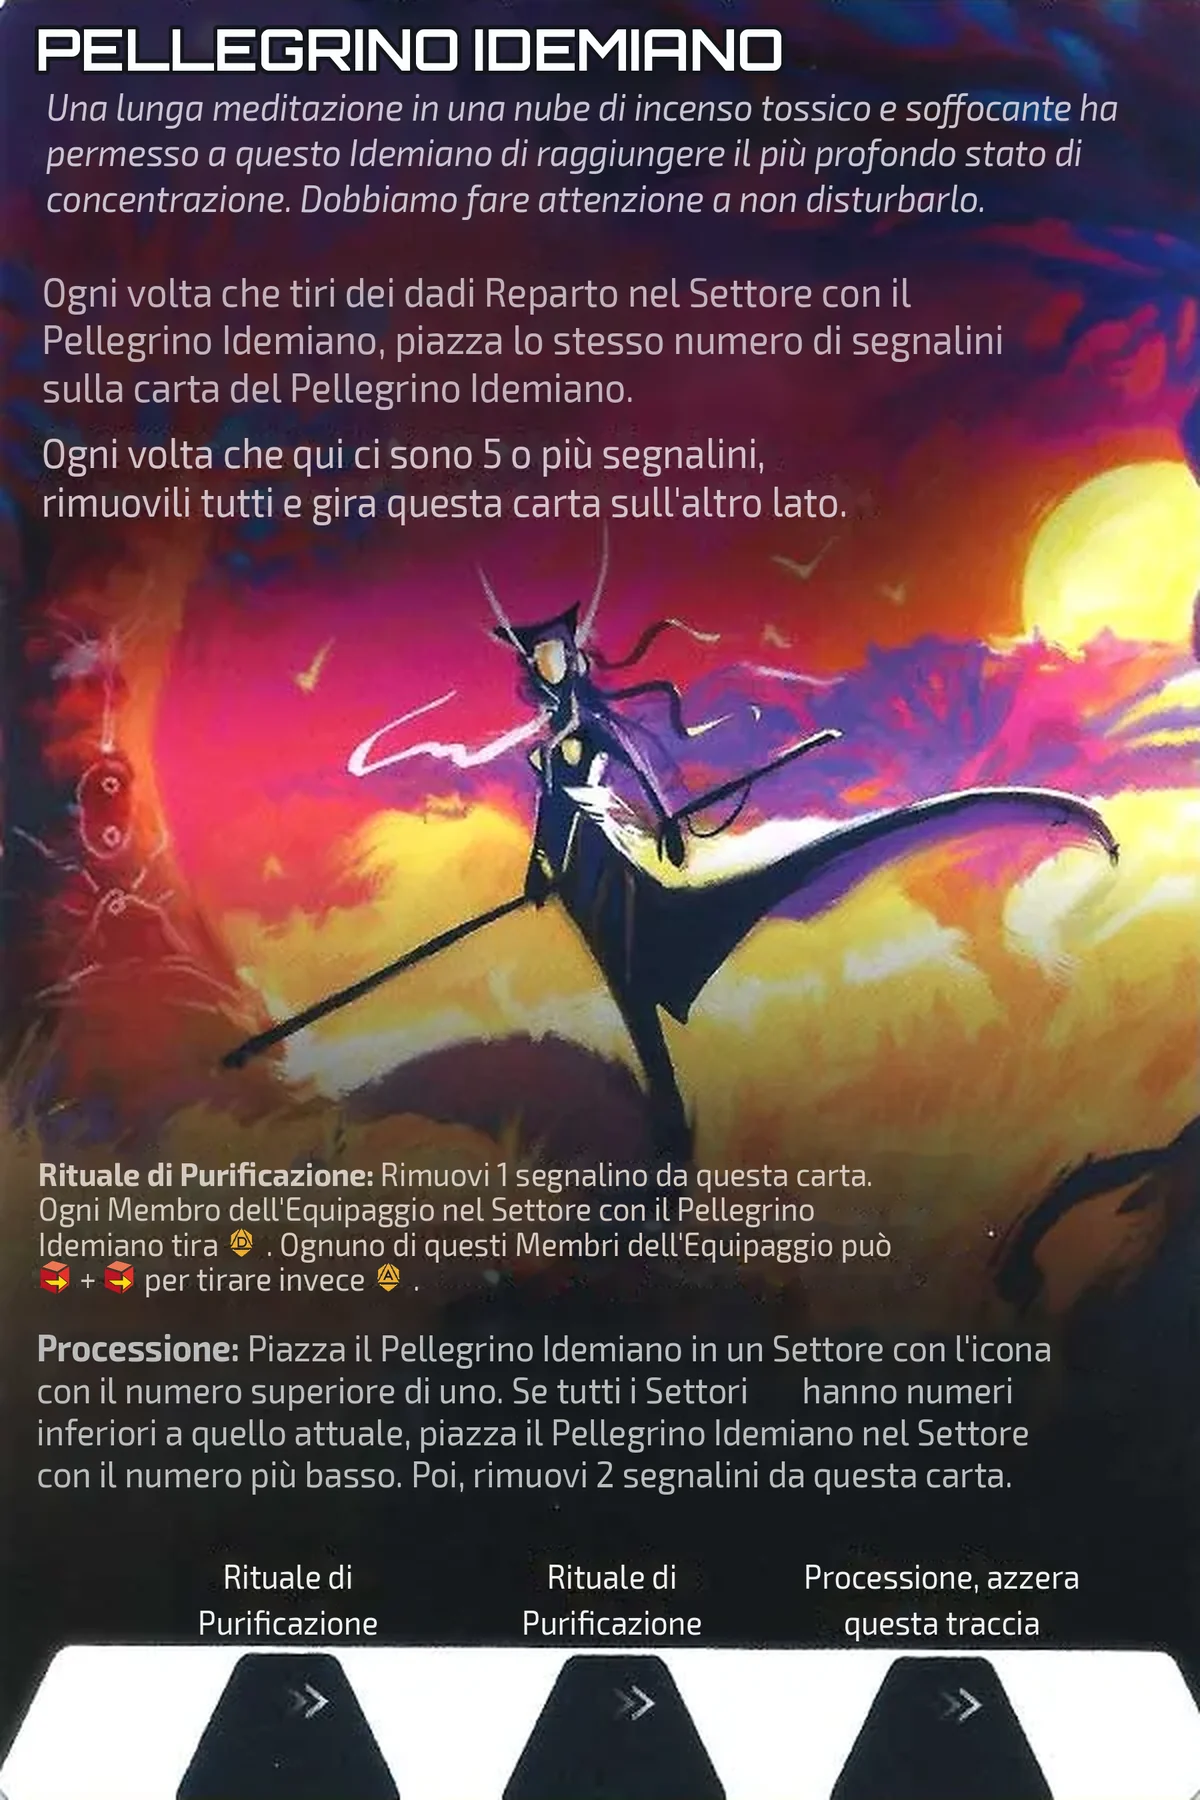 PELLEGRINO IDEMIANO
Una lunga meditazione in una nube di incenso tossico e soffocante ha
permesso a questo Idemiano di raggiungere il più profondo stato di
concentrazione. Dobbiamo fare attenzione a non disturbarlo.
Ogni volta che tiri dei dadi Reparto nel Settore con il
Pellegrino Idemiano, piazza lo stesso numero di segnalini
sulla carta del Pellegrino Idemiano.
Ogni volta che qui ci sono 5 o più segnalini,
rimuovili tutti e gira questa carta sull'altro lato.
Rituale di Purificazione: Rimuovi 1 segnalino da questa carta.
Ogni Membro dell'Equipaggio nel Settore con il Pellegrino
Idemiano tira D . Ognuno di questi Membri dell'Equipaggio può
+ per tirare invece A .
Processione: Piazza il Pellegrino Idemiano in un Settore con l'icona
con il numero superiore di uno. Se tutti i Settori hanno numeri
inferiori a quello attuale, piazza il Pellegrino Idemiano nel Settore
con il numero più basso. Poi, rimuovi 2 segnalini da questa carta.
Rituale di
Purificazione
Rituale di
Purificazione
Processione, azzera
questa traccia